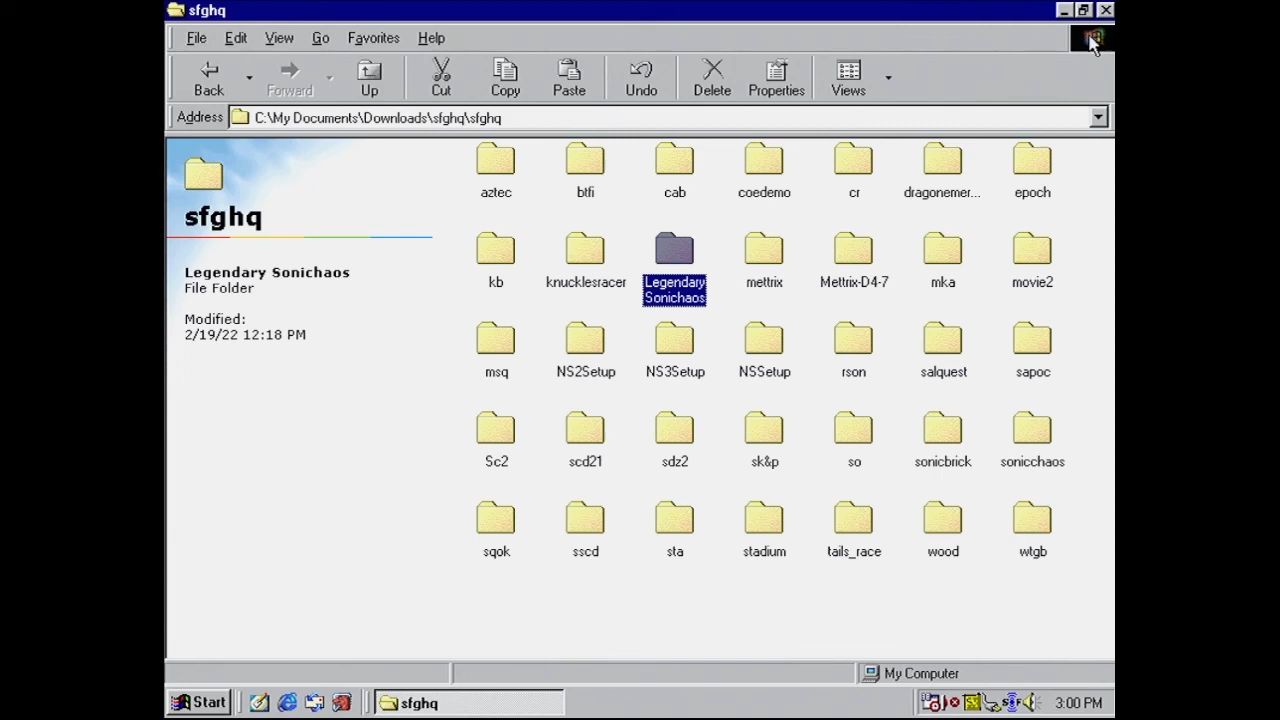 sfghq
File Edit View Go Favorites Help
Back Forward Up Cut Copy Paste Undo Delete Properties Views
Address C:\My Documents\Downloads\sfghq\sfghq
sfghq
Legendary Sonichaos
File Folder
Modified:
2/19/22 12:18 PM
aztec btfi cab coedemo cr dragonemer... epoch
kb knucklesracer Legendary mettrix Mettrix-D4-7 mka movie2
Sonichaos
msq NS2Setup NS3Setup NSSetup rson salquest sapoc
Sc2 scd21 sdz2 sk&p so sonicbrick sonicchaos
sqok sscd sta stadium tails_race wood wtgb
My Computer
Start sfghq 3:00 PM